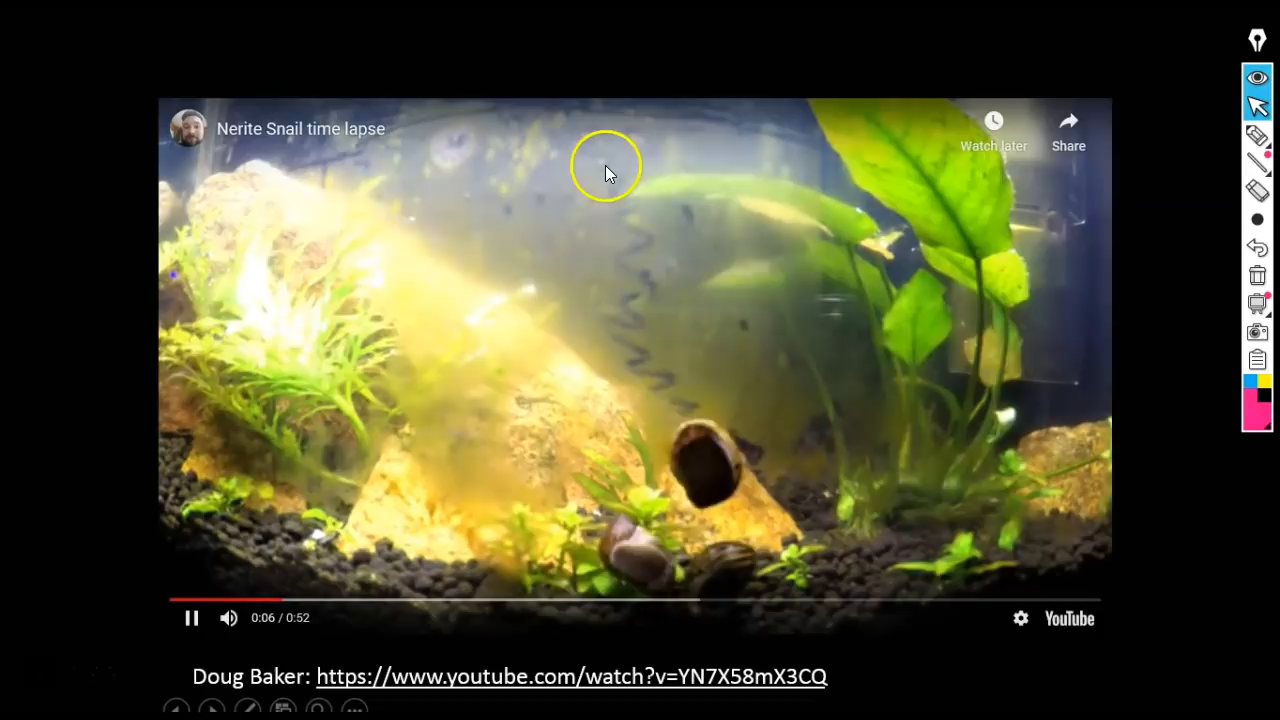 Nerite Snail time lapse
Watch later
Share
0:06 / 0:52
YouTube
Doug Baker: https://www.youtube.com/watch?v=YN7X58mX3CQ